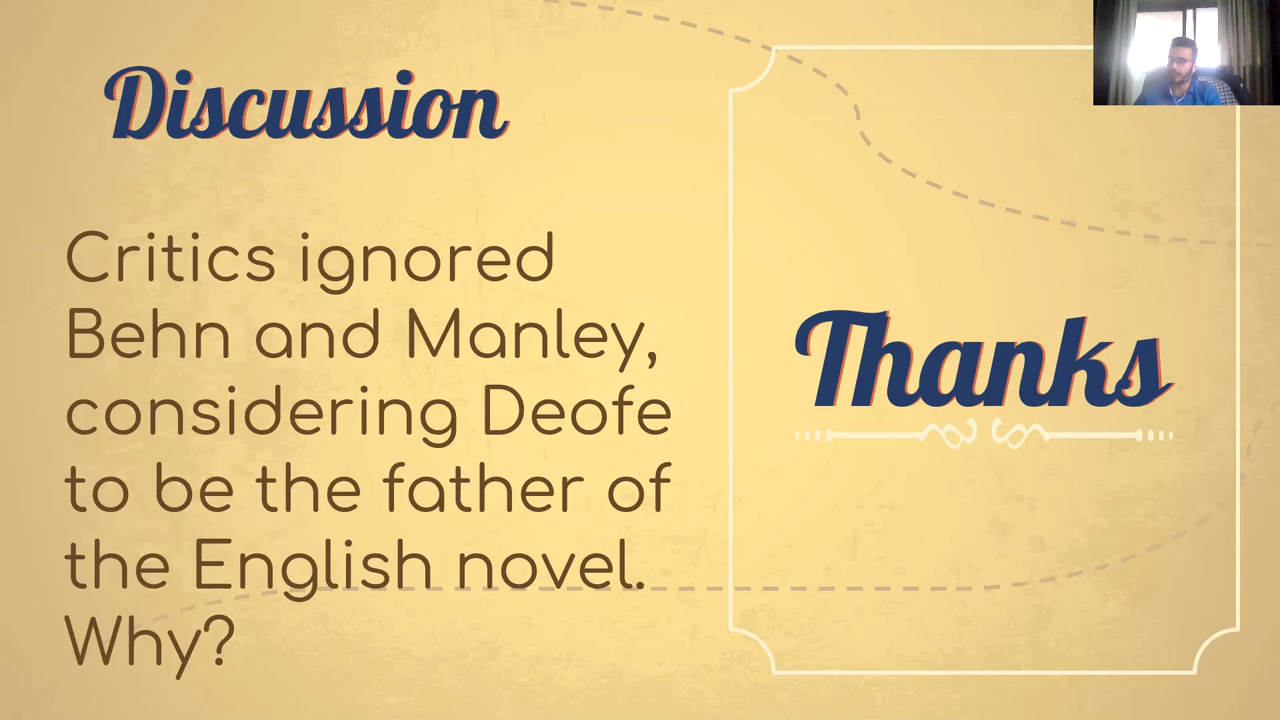 Discussion
Critics ignored
Behn and Manley,
considering Deofe
to be the father of
the English novel.
Why?
Thanks